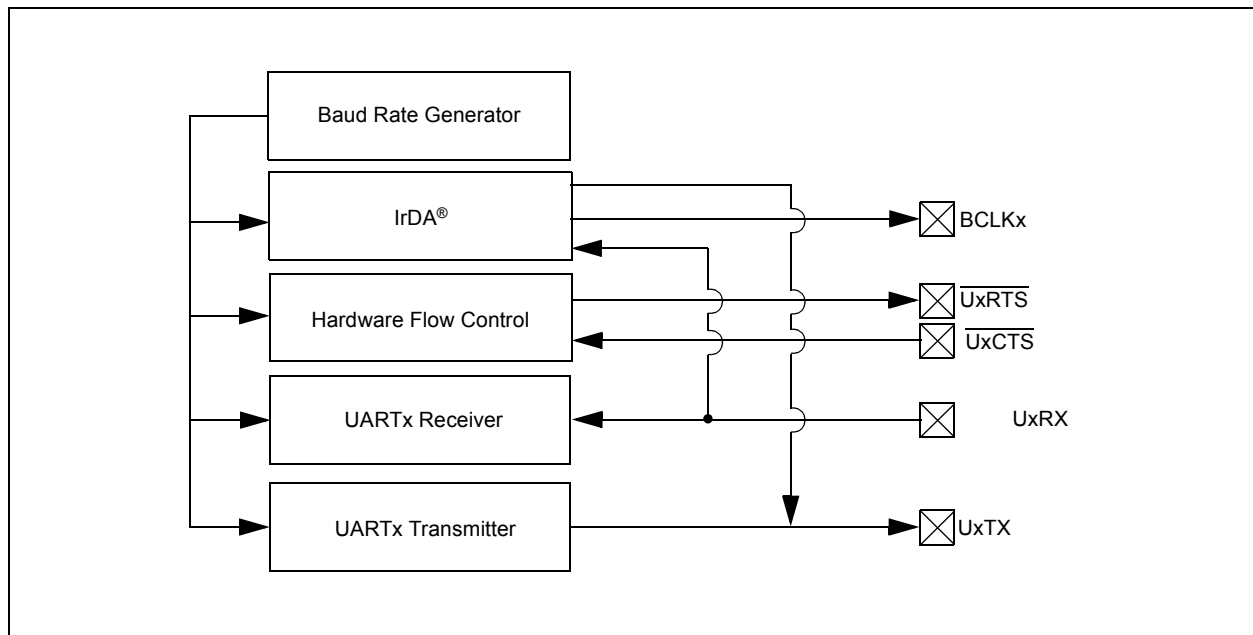 Baud Rate Generator
IrDA®
BCLKx
Hardware Flow Control
UxRTS
UxCTS
UARTx Receiver
UxRX
UARTx Transmitter
UxTX